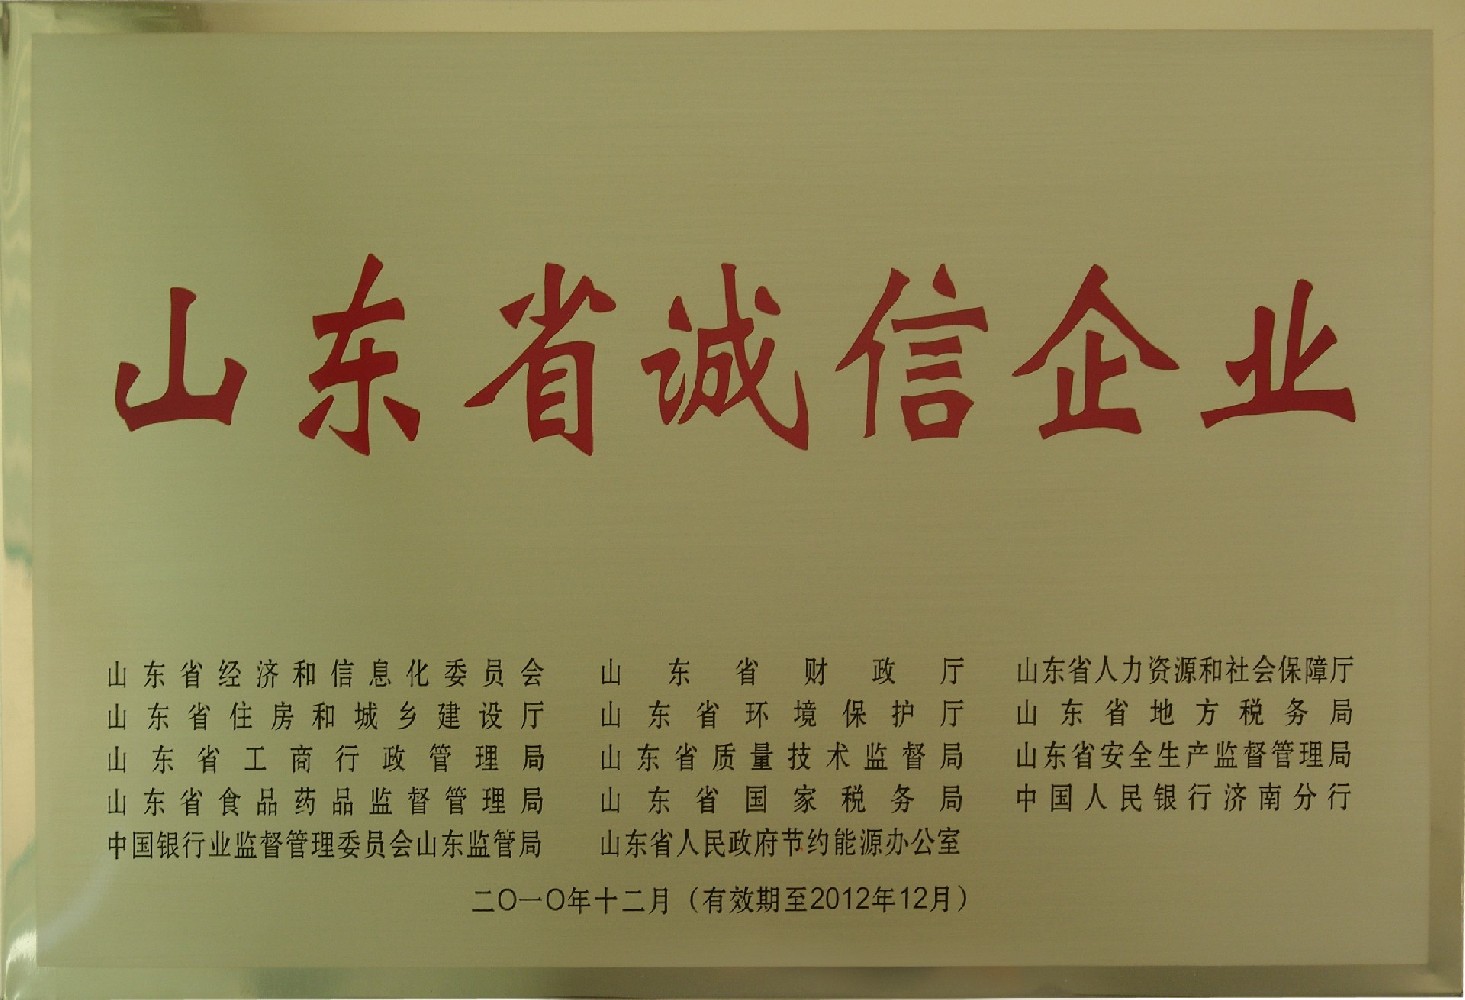 山东省诚信企业
山东省经济和信息化委员会 山东省财政厅 山东省人力资源和社会保障厅
山东省住房和城乡建设厅 山东省环境保护厅 山东省地方税务局
山东省工商行政管理局 山东省质量技术监督局 山东省安全生产监督管理局
山东省食品药品监督管理局 山东省国家税务局 中国人民银行济南分行
中国银行业监督管理委员会山东监管局 山东省人民政府节约能源办公室
二〇一〇年十二月（有效期至2012年12月）